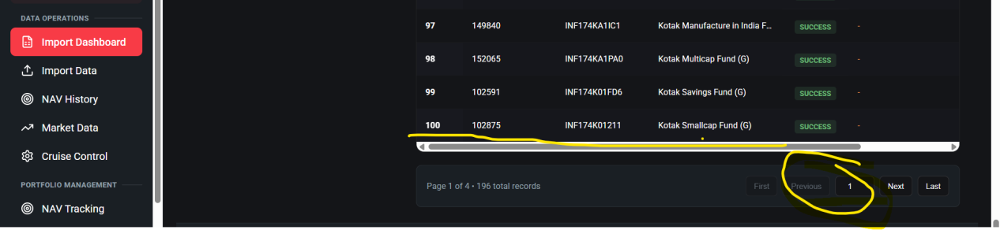 DATA OPERATIONS
Import Dashboard
Import Data
NAV History
Market Data
Cruise Control
PORTFOLIO MANAGEMENT
NAV Tracking
97 149840 INF174KA1IC1 Kotak Manufacture in India F... SUCCESS -
98 152065 INF174KA1PA0 Kotak Multicap Fund (G) SUCCESS -
99 102591 INF174K01FD6 Kotak Savings Fund (G) SUCCESS -
100 102875 INF174K01211 Kotak Smallcap Fund (G) SUCCESS -
Page 1 of 4 • 196 total records First Previous 1 Next Last